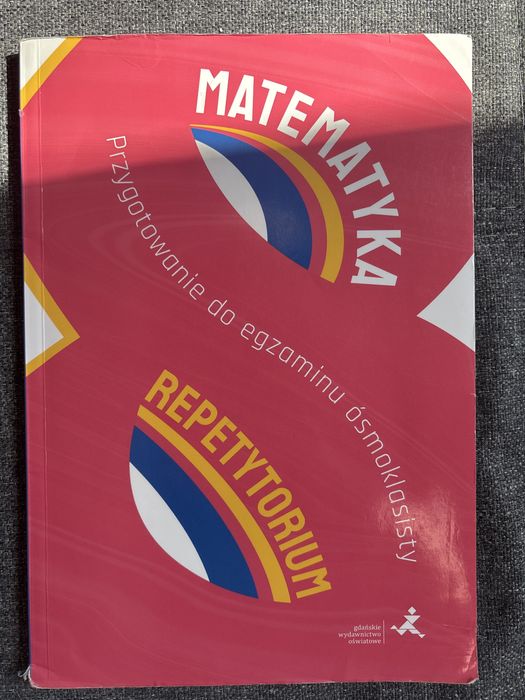 MATEMATYKA
Przygotowanie do egzaminu ósmoklasisty
REPETYTORIUM
gdańskie
wydawnictwo
oświatowe